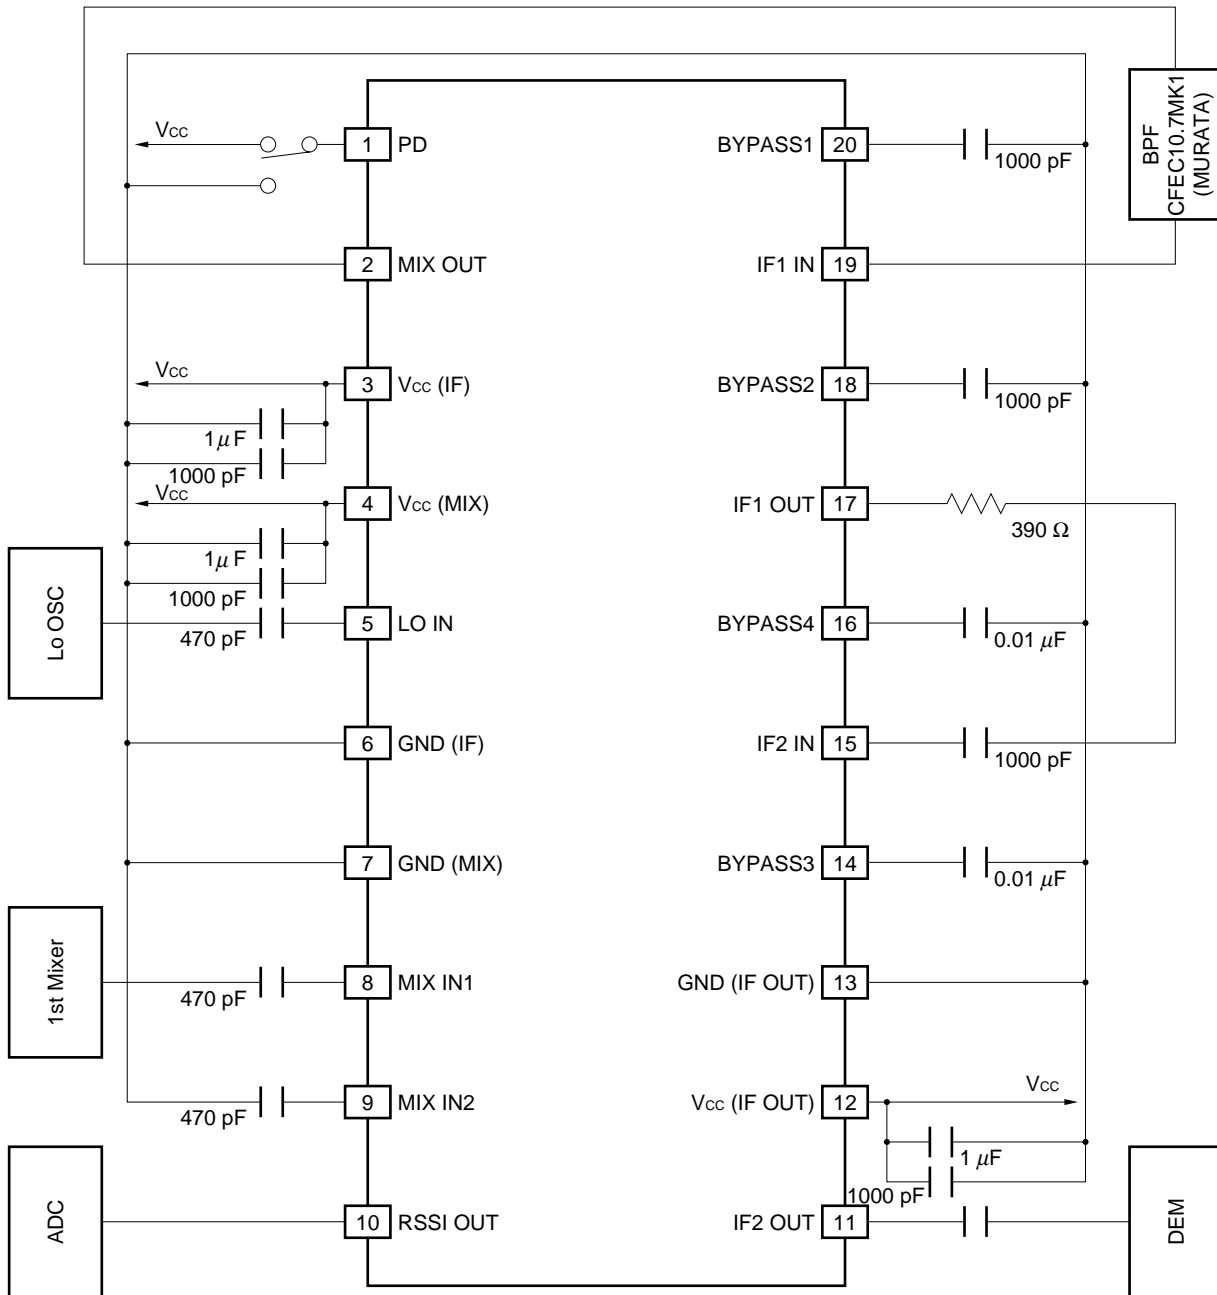 Vcc
1 PD
BYPASS1 20
1000 pF
BPF
CFEC10.7MK1
(MURATA)
2 MIX OUT
IF1 IN 19
Vcc
3 Vcc (IF)
BYPASS2 18
1000 pF
1 μF
1000 pF
Vcc
4 Vcc (MIX)
IF1 OUT 17
390 Ω
1 μF
1000 pF
Lo OSC
470 pF
5 LO IN
BYPASS4 16
0.01 μF
6 GND (IF)
IF2 IN 15
1000 pF
7 GND (MIX)
BYPASS3 14
0.01 μF
1st Mixer
470 pF
8 MIX IN1
GND (IF OUT) 13
470 pF
9 MIX IN2
Vcc (IF OUT) 12
Vcc
1 μF
1000 pF
ADC
10 RSSI OUT
IF2 OUT 11
DEM